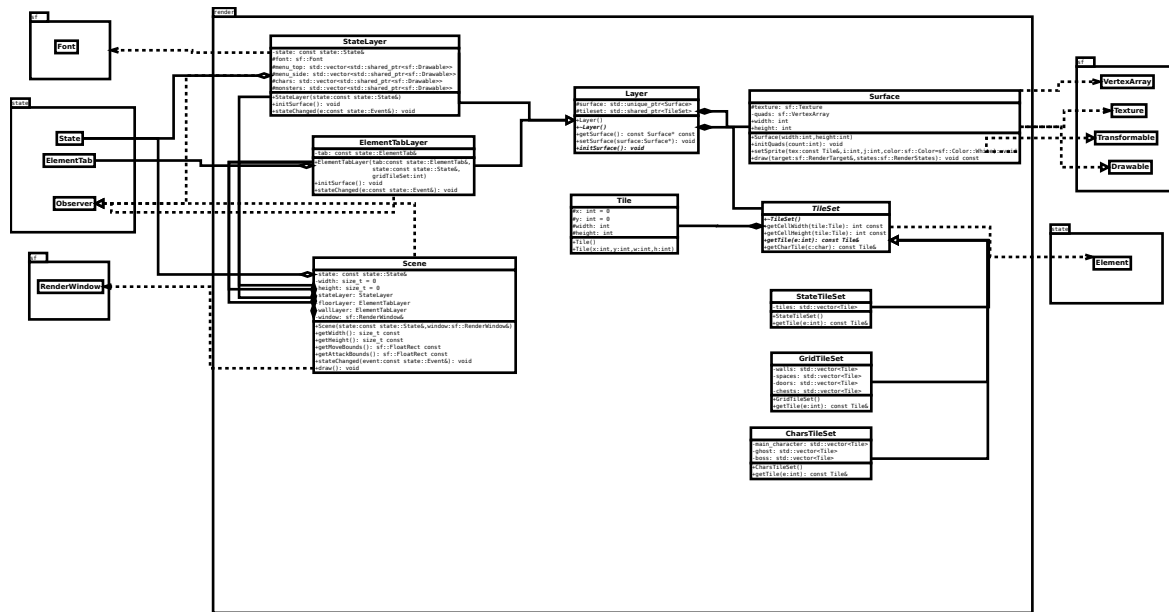 sf
Font
state
State
ElementTab
Observer
sf
RenderWindow
render
StateLayer
-state: const state::State&
#font: sf::Font
#menu_top: std::vector<std::shared_ptr<sf::Drawable>>
#menu_side: std::vector<std::shared_ptr<sf::Drawable>>
#chars: std::vector<std::shared_ptr<sf::Drawable>>
#monsters: std::vector<std::shared_ptr<sf::Drawable>>
+StateLayer(state:const state::State&)
+initSurface(): void
+stateChanged(e:const state::Event&): void
ElementTabLayer
-tab: const state::ElementTab&
+ElementTabLayer(tab:const state::ElementTab&,
state:const state::State&,
gridTileSet:int)
+initSurface(): void
+stateChanged(e:const state::Event&): void
Scene
-state: const state::State&
-width: size_t = 0
-height: size_t = 0
-stateLayer: StateLayer
-floorLayer: ElementTabLayer
-wallLayer: ElementTabLayer
-window: sf::RenderWindow&
+Scene(state:const state::State&,window:sf::RenderWindow&)
+getWidth(): size_t const
+getHeight(): size_t const
+getMoveBounds(): sf::FloatRect const
+getAttackBounds(): sf::FloatRect const
+stateChanged(event:const state::Event&): void
+draw(): void
Layer
#surface: std::unique_ptr<Surface>
#tileset: std::shared_ptr<TileSet>
+Layer()
+~Layer()
+getSurface(): const Surface* const
+setSurface(surface:Surface*): void
+initSurface(): void
Surface
#texture: sf::Texture
-quads: sf::VertexArray
+width: int
+height: int
+Surface(width:int,height:int)
+initQuads(count:int): void
+setSprite(tex:const Tile&,i:int,j:int,color:sf::Color=sf::Color::White): void
+draw(target:sf::RenderTarget&,states:sf::RenderStates): void const
Tile
#x: int = 0
#y: int = 0
#width: int
#height: int
+Tile()
+Tile(x:int,y:int,w:int,h:int)
TileSet
+~TileSet()
+getCellWidth(tile:Tile): int const
+getCellHeight(tile:Tile): int const
+getTile(e:int): const Tile&
+getCharTile(c:char): const Tile&
StateTileSet
-tiles: std::vector<Tile>
+StateTileSet()
+getTile(e:int): const Tile&
GridTileSet
-walls: std::vector<Tile>
-spaces: std::vector<Tile>
-doors: std::vector<Tile>
-chests: std::vector<Tile>
+GridTileSet()
+getTile(e:int): const Tile&
CharsTileSet
-main_character: std::vector<Tile>
-ghost: std::vector<Tile>
-boss: std::vector<Tile>
+CharsTileSet()
+getTile(e:int): const Tile&
sf
VertexArray
Texture
Transformable
Drawable
state
Element